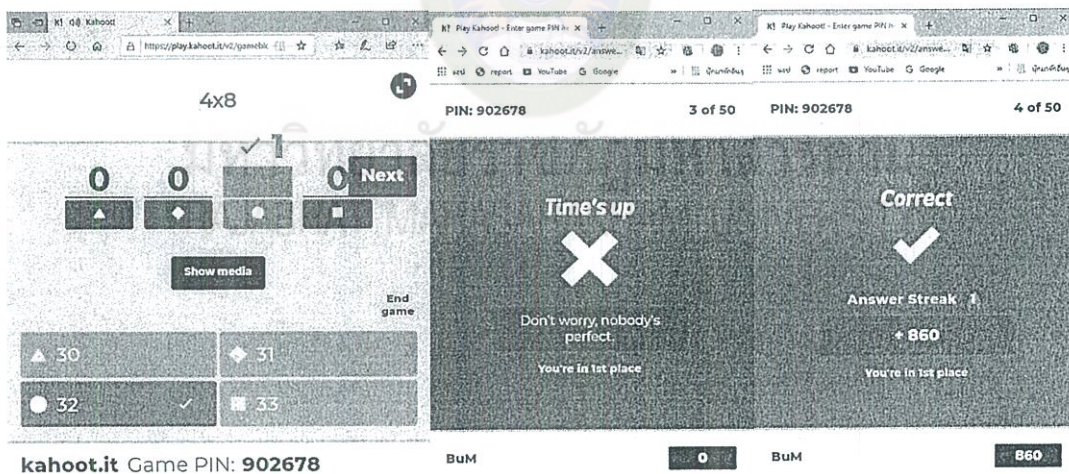 K! Kahoot!
https://play.kahoot.it/v2/gamebl
4x8
0
0
1
0
Next
Show media
End
game
30
31
32
33
kahoot.it Game PIN: 902678
K! Play Kahoot! - Enter game PIN
kahoot.it/v2/answe...
report YouTube Google »
PIN: 902678 3 of 50
Time's up
Don't worry, nobody's
perfect.
You're in 1st place
BuM 0
K! Play Kahoot! - Enter game PIN
kahoot.it/v2/answe...
report YouTube Google »
PIN: 902678 4 of 50
Correct
Answer Streak 1
+ 860
You're in 1st place
BuM 860